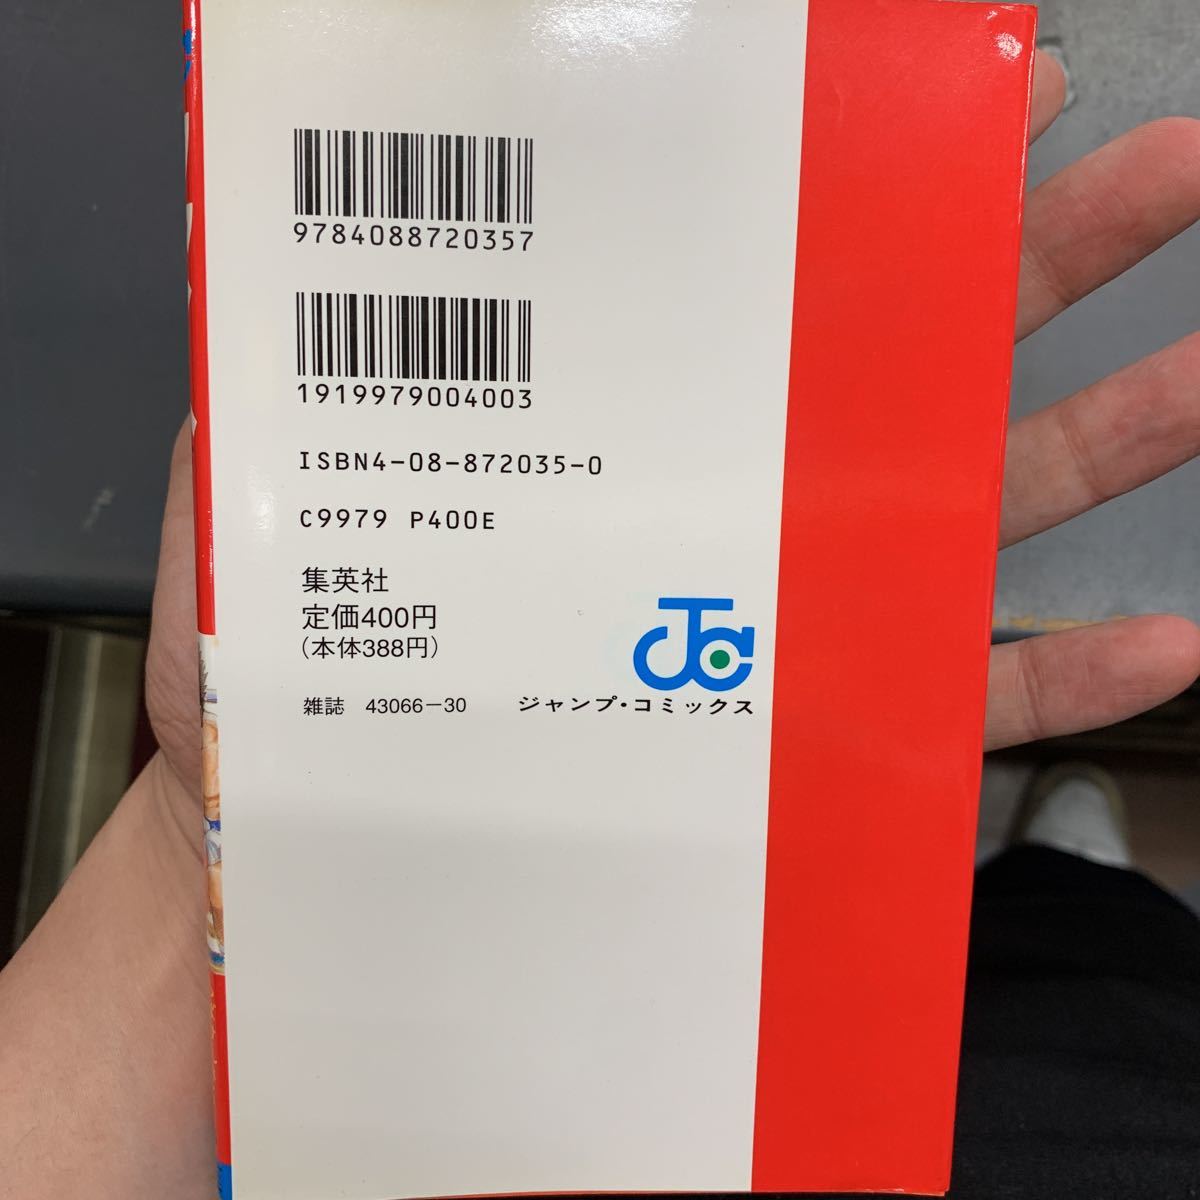 9784088720357
1919979004003
ISBN4-08-872035-0
C9979 P400E
集英社
定価400円
（本体388円）
雑誌　43066－30
ジャンプ・コミックス